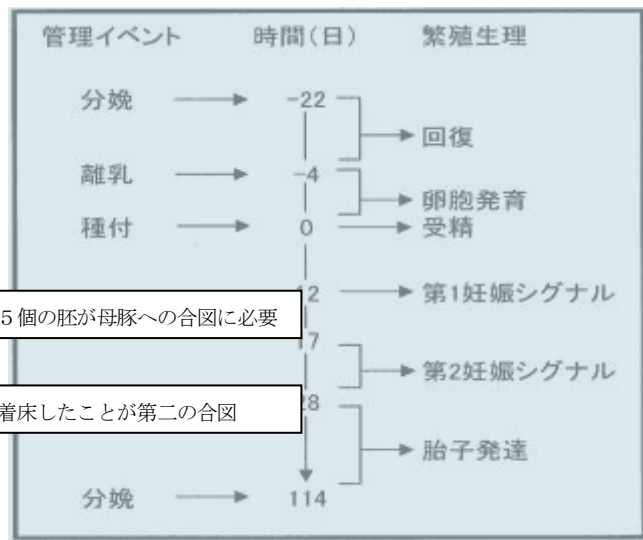 管理イベント 時間(日) 繁殖生理
分娩 -22
回復
離乳 -4
卵胞発育
種付 0 受精
12 第1妊娠シグナル
5個の胚が母豚への合図に必要
17
第2妊娠シグナル
着床したことが第二の合図
28
胎子発達
分娩 114